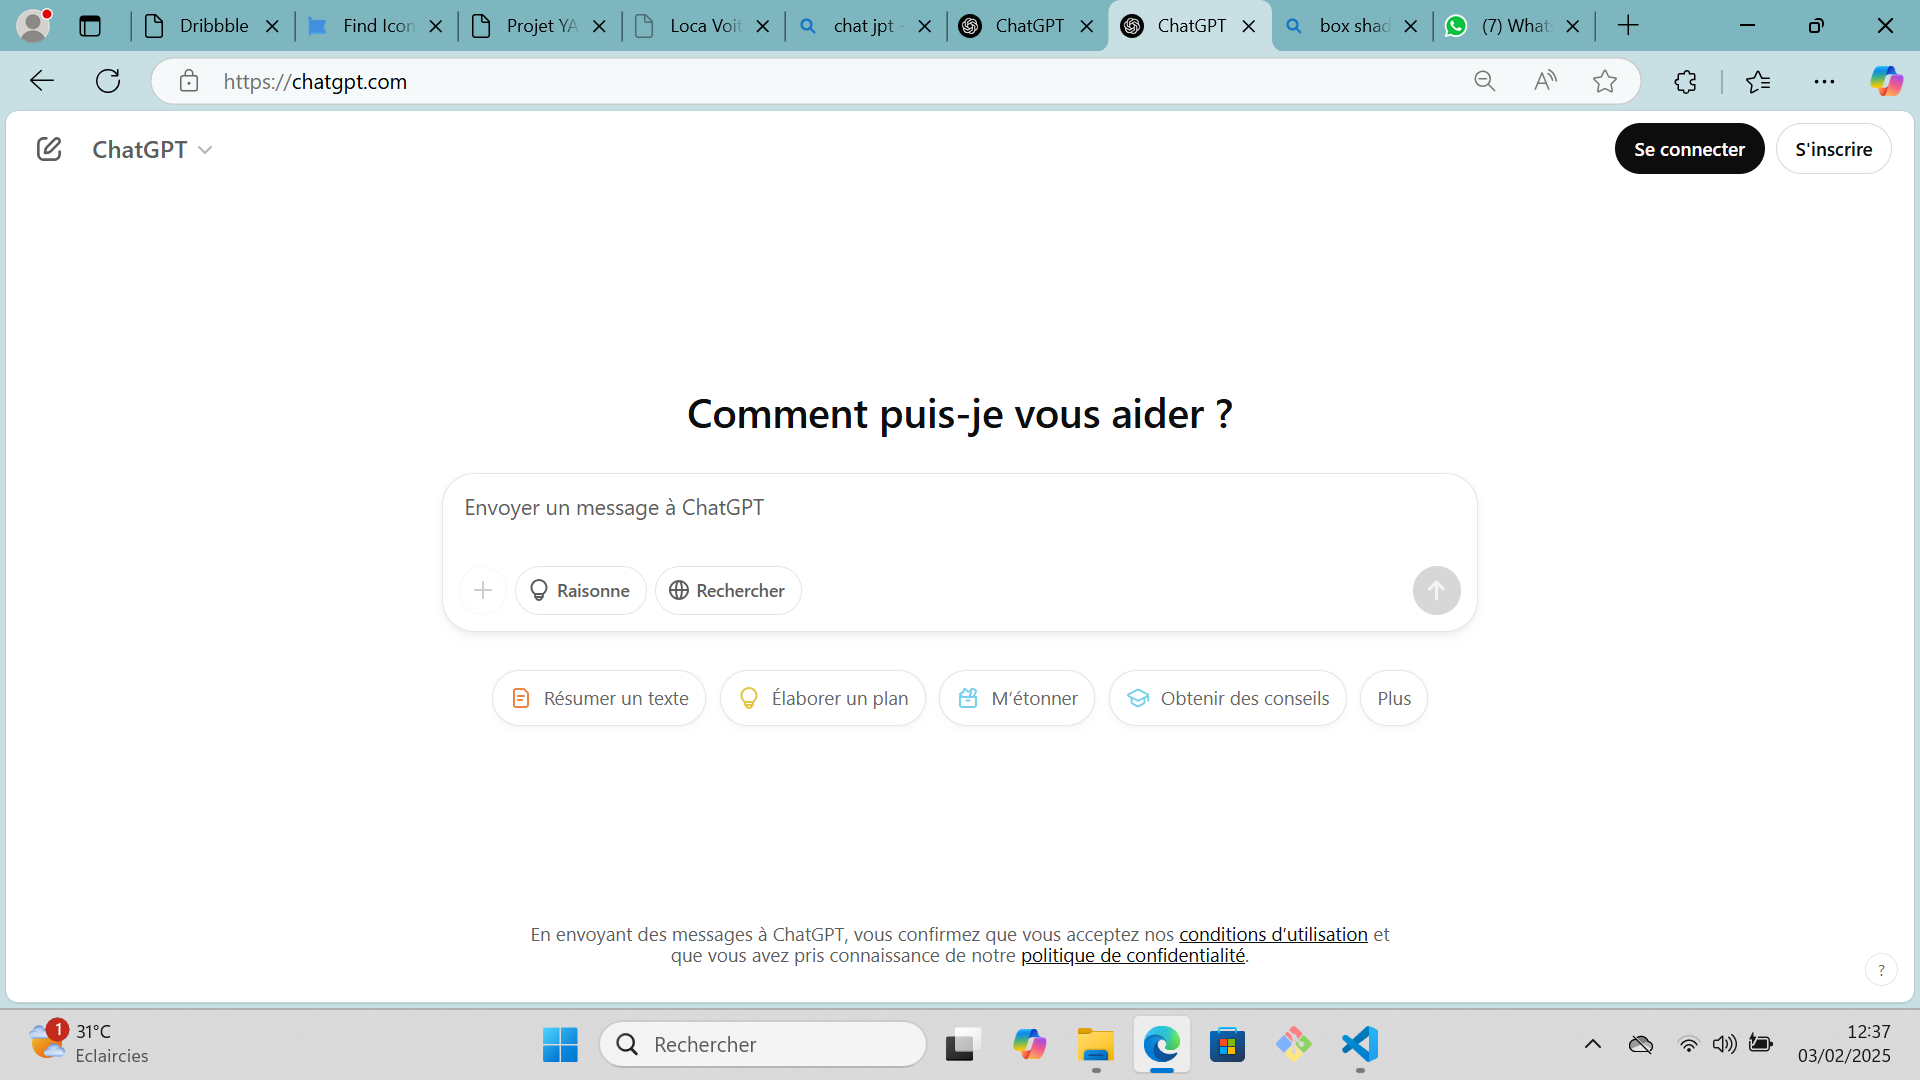 Dribbble
Find Icon
Projet YA
Loca Voit
chat jpt -
ChatGPT
ChatGPT
box shad
(7) Whats
https://chatgpt.com
ChatGPT
Se connecter
S'inscrire
Comment puis-je vous aider ?
Envoyer un message à ChatGPT
Raisonne
Rechercher
Résumer un texte
Élaborer un plan
M’étonner
Obtenir des conseils
Plus
En envoyant des messages à ChatGPT, vous confirmez que vous acceptez nos conditions d’utilisation et
que vous avez pris connaissance de notre politique de confidentialité.
?
1
31°C
Eclaircies
Rechercher
12:37
03/02/2025